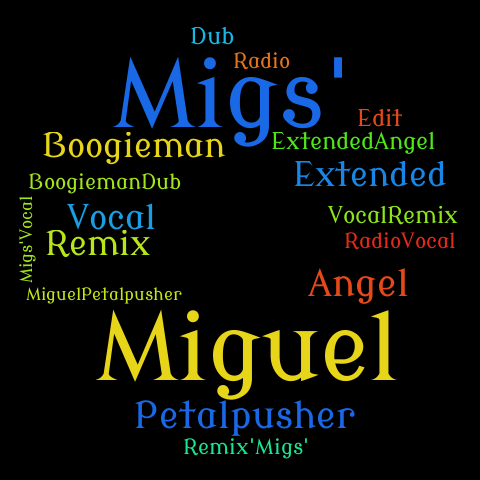 Dub
Radio
Migs'
Edit
Boogieman
ExtendedAngel
Extended
BoogiemanDub
Vocal
VocalRemix
Migs'Vocal
Remix
RadioVocal
Angel
MiguelPetalpusher
Miguel
Petalpusher
Remix'Migs'